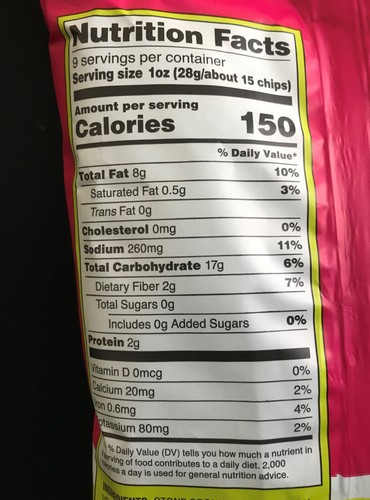 Nutrition Facts
9 servings per container
Serving size 1oz (28g/about 15 chips)
Amount per serving
Calories 150
% Daily Value*
Total Fat 8g 10%
Saturated Fat 0.5g 3%
Trans Fat 0g
Cholesterol 0mg 0%
Sodium 260mg 11%
Total Carbohydrate 17g 6%
Dietary Fiber 2g 7%
Total Sugars 0g
Includes 0g Added Sugars 0%
Protein 2g
Vitamin D 0mcg 0%
Calcium 20mg 2%
Iron 0.6mg 4%
Potassium 80mg 2%
% Daily Value (DV) tells you how much a nutrient in
serving of food contributes to a daily diet. 2,000
calories a day is used for general nutrition advice.